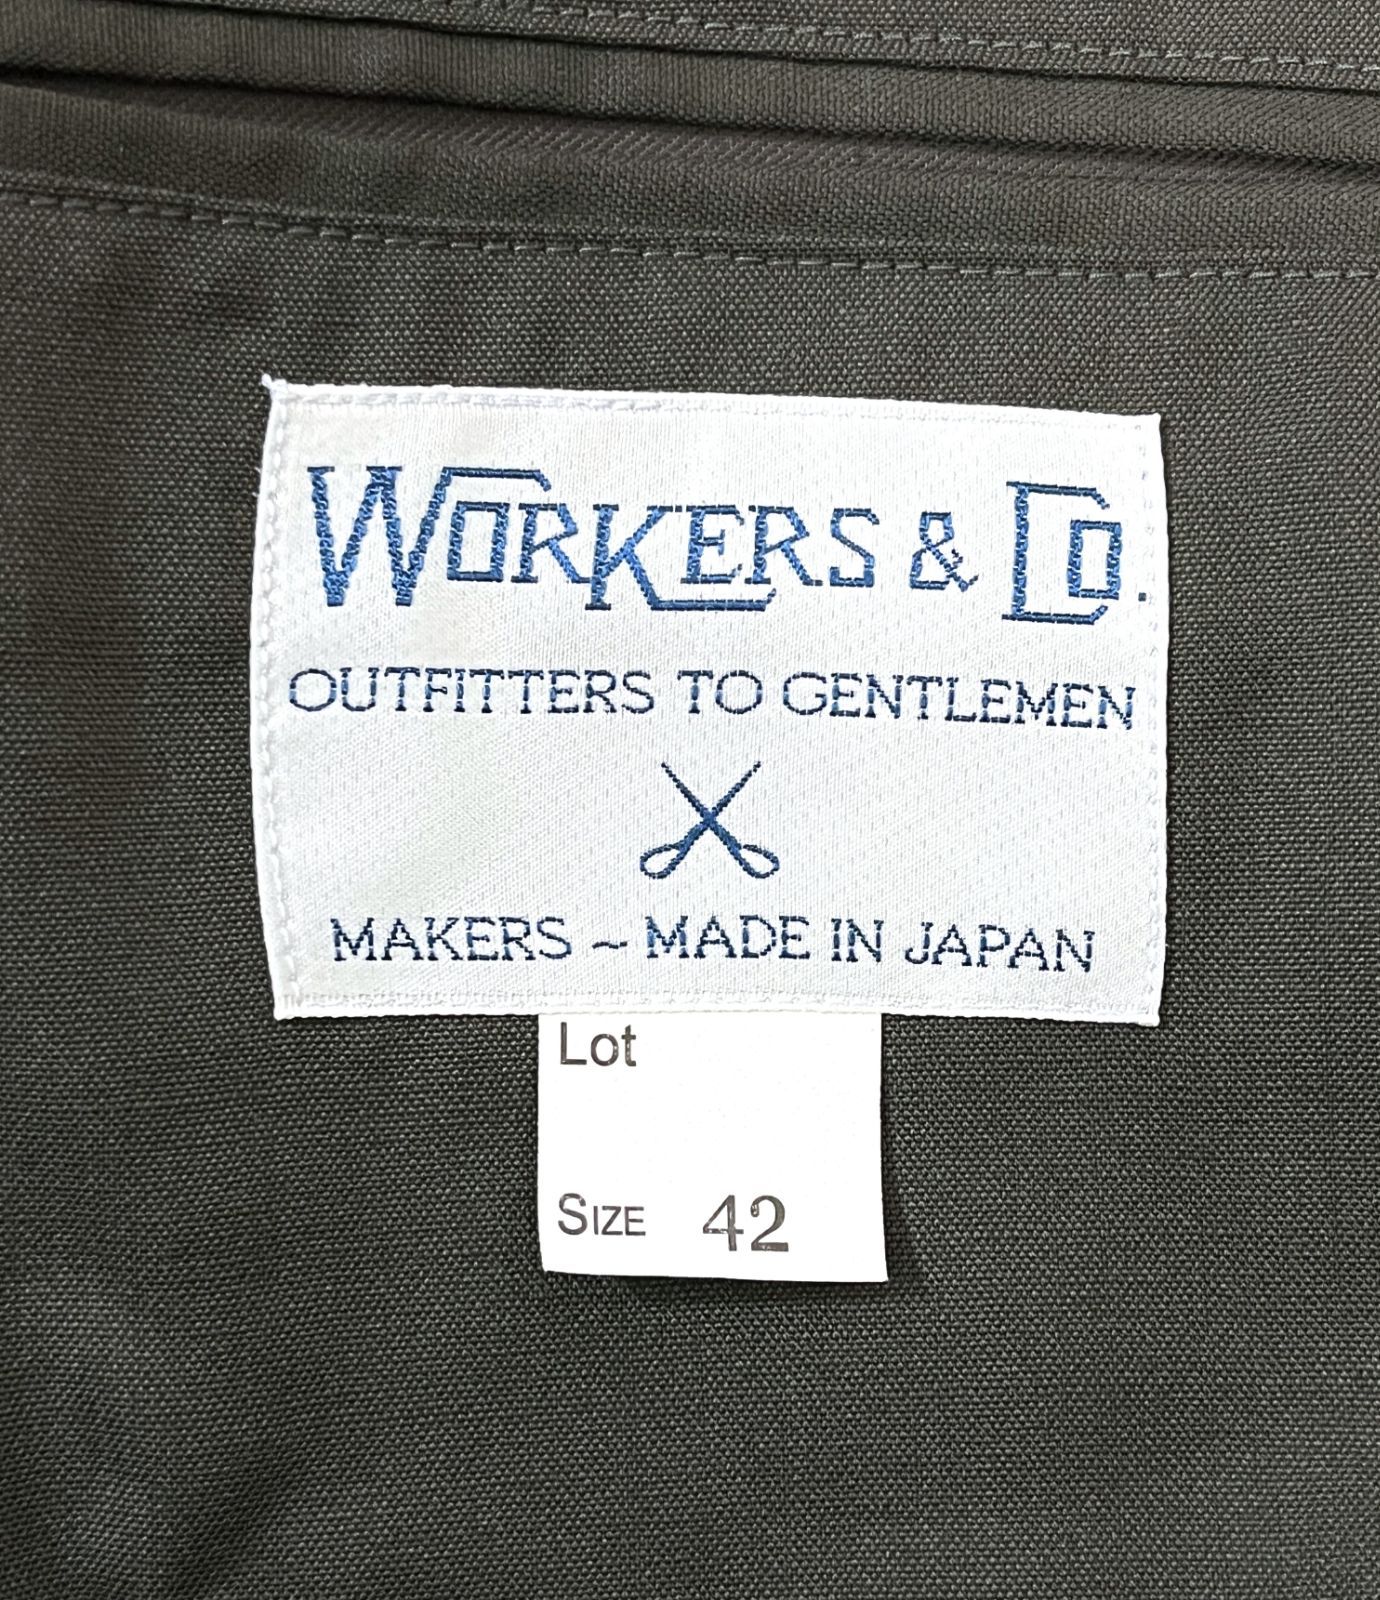 WORKERS & CO.
OUTFITTERS TO GENTLEMEN
MAKERS ~ MADE IN JAPAN
Lot
SIZE 42